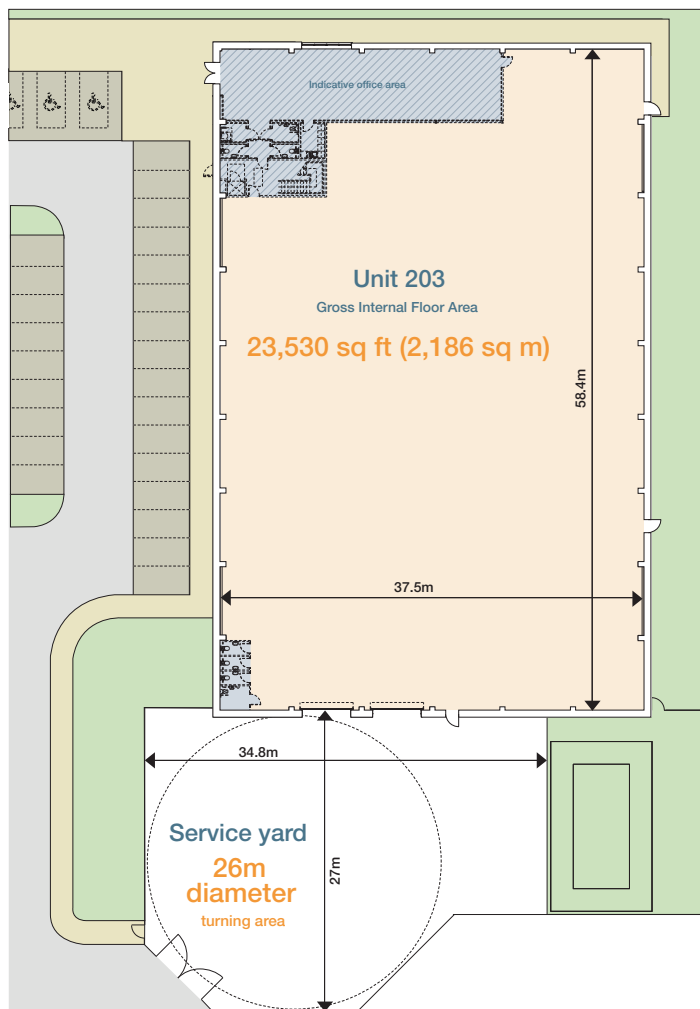 Indicative office area
Unit 203
Gross Internal Floor Area
23,530 sq ft (2,186 sq m)
58.4m
37.5m
34.8m
27m
Service yard
26m
diameter
turning area